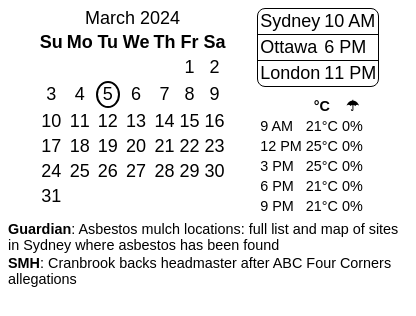 March 2024
Su Mo Tu We Th Fr Sa
1 2
3 4 5 6 7 8 9
10 11 12 13 14 15 16
17 18 19 20 21 22 23
24 25 26 27 28 29 30
31
Sydney 10 AM
Ottawa 6 PM
London 11 PM
°C ☂
9 AM 21°C 0%
12 PM 25°C 0%
3 PM 25°C 0%
6 PM 21°C 0%
9 PM 21°C 0%
Guardian: Asbestos mulch locations: full list and map of sites
in Sydney where asbestos has been found
SMH: Cranbrook backs headmaster after ABC Four Corners
allegations